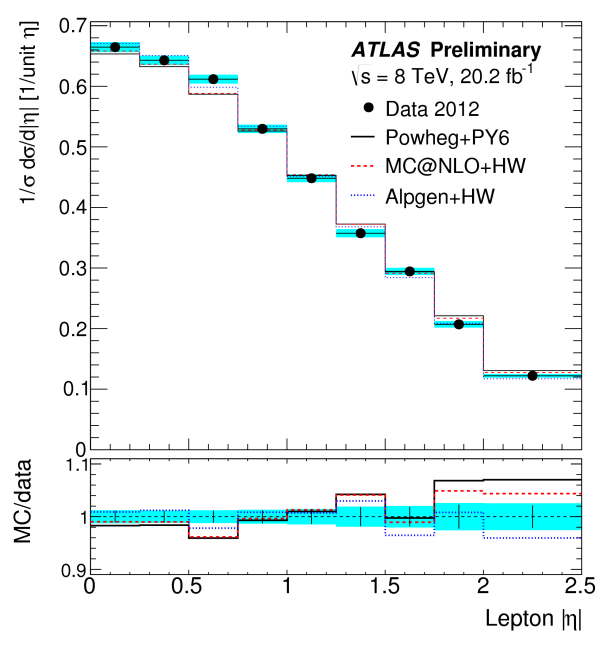 0.7
0.6
0.5
0.4
0.3
0.2
0.1
0
1/σ dσ/d|η| [1/unit η]
ATLAS Preliminary
√s = 8 TeV, 20.2 fb⁻¹
Data 2012
Powheg+PY6
MC@NLO+HW
Alpgen+HW
1.1
1
0.9
MC/data
0 0.5 1 1.5 2 2.5
Lepton |η|